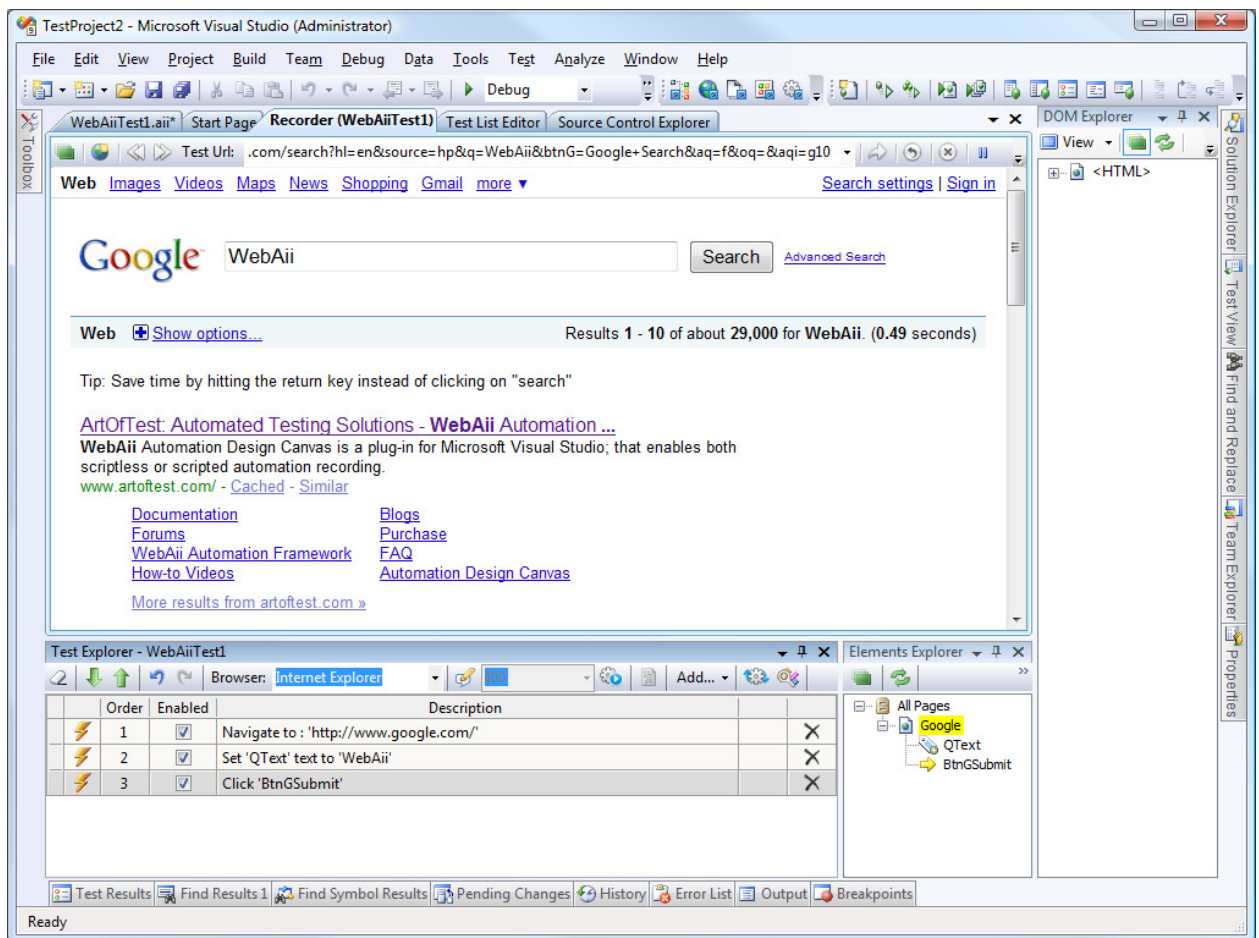 TestProject2 - Microsoft Visual Studio (Administrator)
File Edit View Project Build Team Debug Data Tools Test Analyze Window Help
Debug
WebAiiTest1.aii* Start Page Recorder (WebAiiTest1) Test List Editor Source Control Explorer
DOM Explorer
Toolbox
Test Url: .com/search?hl=en&source=hp&q=WebAii&btnG=Google+Search&aq=f&oq=&aqi=g10
View
<HTML>
Web Images Videos Maps News Shopping Gmail more ▼ Search settings | Sign in
Google WebAii Search Advanced Search
Web Show options... Results 1 - 10 of about 29,000 for WebAii. (0.49 seconds)
Tip: Save time by hitting the return key instead of clicking on "search"
ArtOfTest: Automated Testing Solutions - WebAii Automation ...
WebAii Automation Design Canvas is a plug-in for Microsoft Visual Studio; that enables both
scriptless or scripted automation recording.
www.artoftest.com/ - Cached - Similar
Documentation Blogs
Forums Purchase
WebAii Automation Framework FAQ
How-to Videos Automation Design Canvas
More results from artoftest.com »
Solution Explorer
Test View
Find and Replace
Team Explorer
Properties
Test Explorer - WebAiiTest1
Elements Explorer
Browser: Internet Explorer 100 Add...
Order Enabled Description
1 Navigate to : 'http://www.google.com/'
2 Set 'QText' text to 'WebAii'
3 Click 'BtnGSubmit'
All Pages
Google
QText
BtnGSubmit
Test Results Find Results 1 Find Symbol Results Pending Changes History Error List Output Breakpoints
Ready